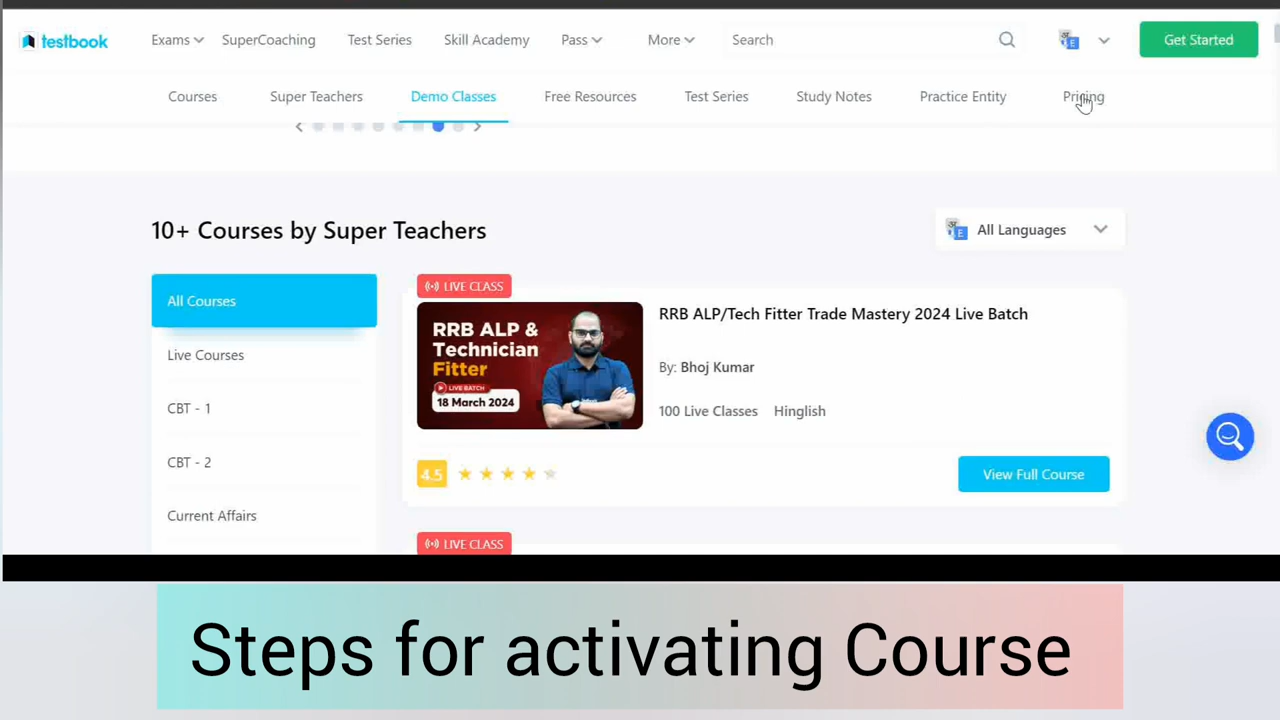 testbook Exams SuperCoaching Test Series Skill Academy Pass More Search Get Started
Courses Super Teachers Demo Classes Free Resources Test Series Study Notes Practice Entity Pricing
10+ Courses by Super Teachers
All Languages
All Courses
Live Courses
CBT - 1
CBT - 2
Current Affairs
LIVE CLASS
RRB ALP &
Technician
Fitter
LIVE BATCH
18 March 2024
RRB ALP/Tech Fitter Trade Mastery 2024 Live Batch
By: Bhoj Kumar
100 Live Classes Hinglish
4.5
View Full Course
LIVE CLASS
Steps for activating Course